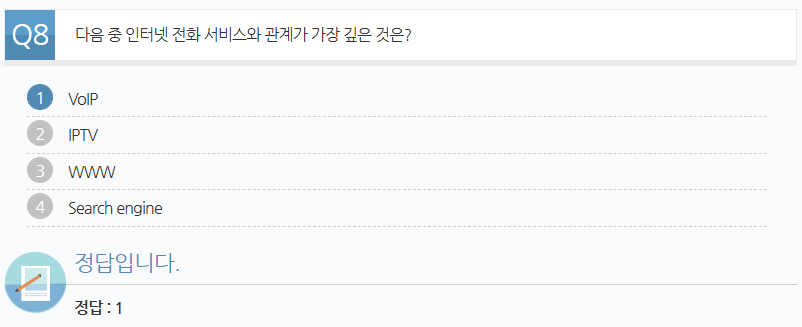 Q8 다음 중 인터넷 전화 서비스와 관계가 가장 깊은 것은?
1 VoIP
2 IPTV
3 WWW
4 Search engine
정답입니다.
정답 : 1